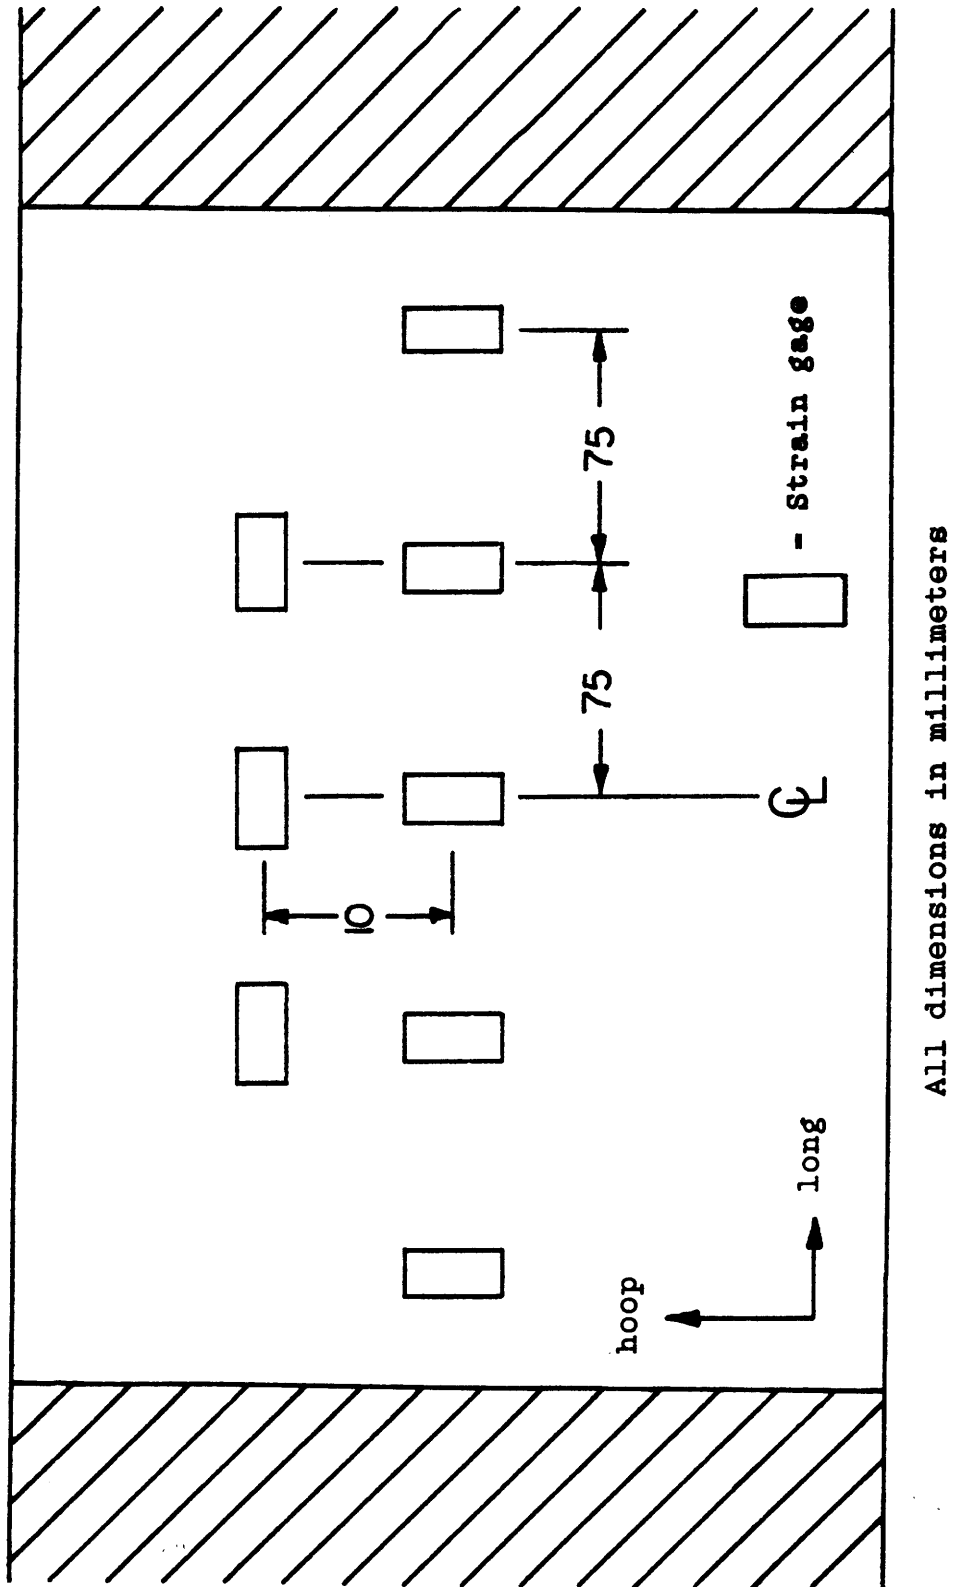 75
75
10
℄
– Strain gage
hoop
long
All dimensions in millimeters